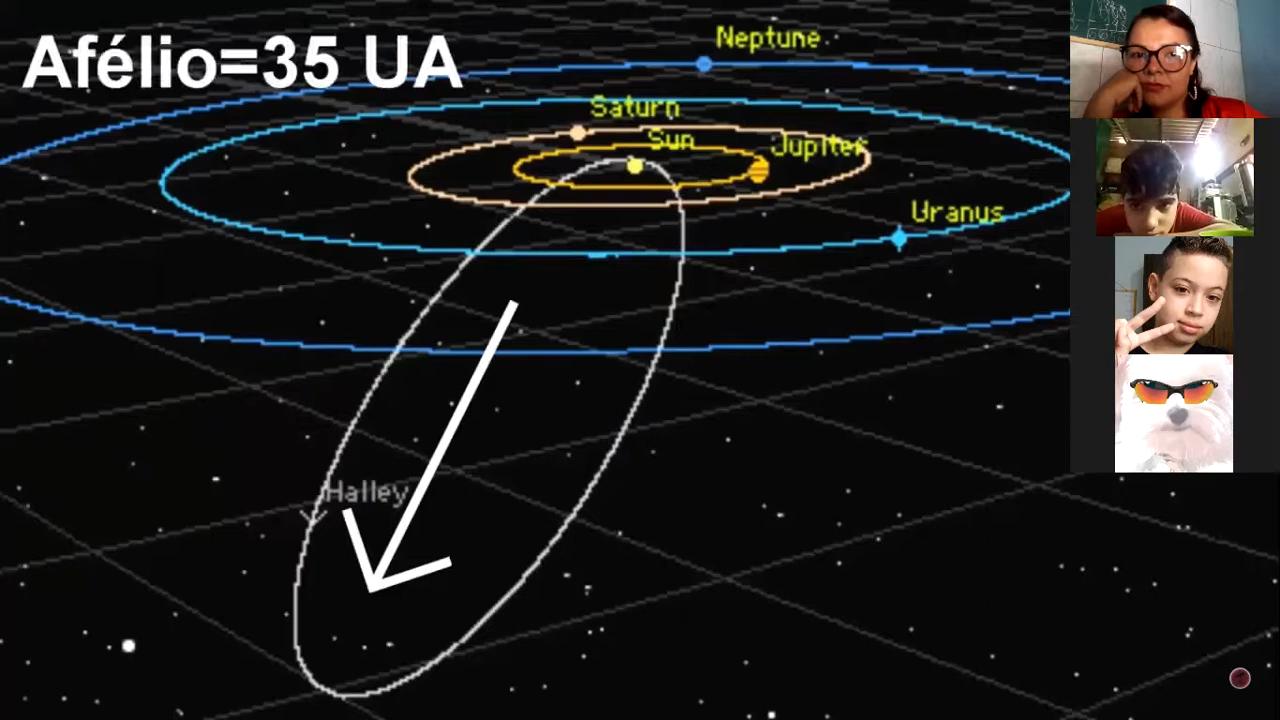 Afélio=35 UA
Neptune
Saturn
Sun
Jupiter
Uranus
Halley